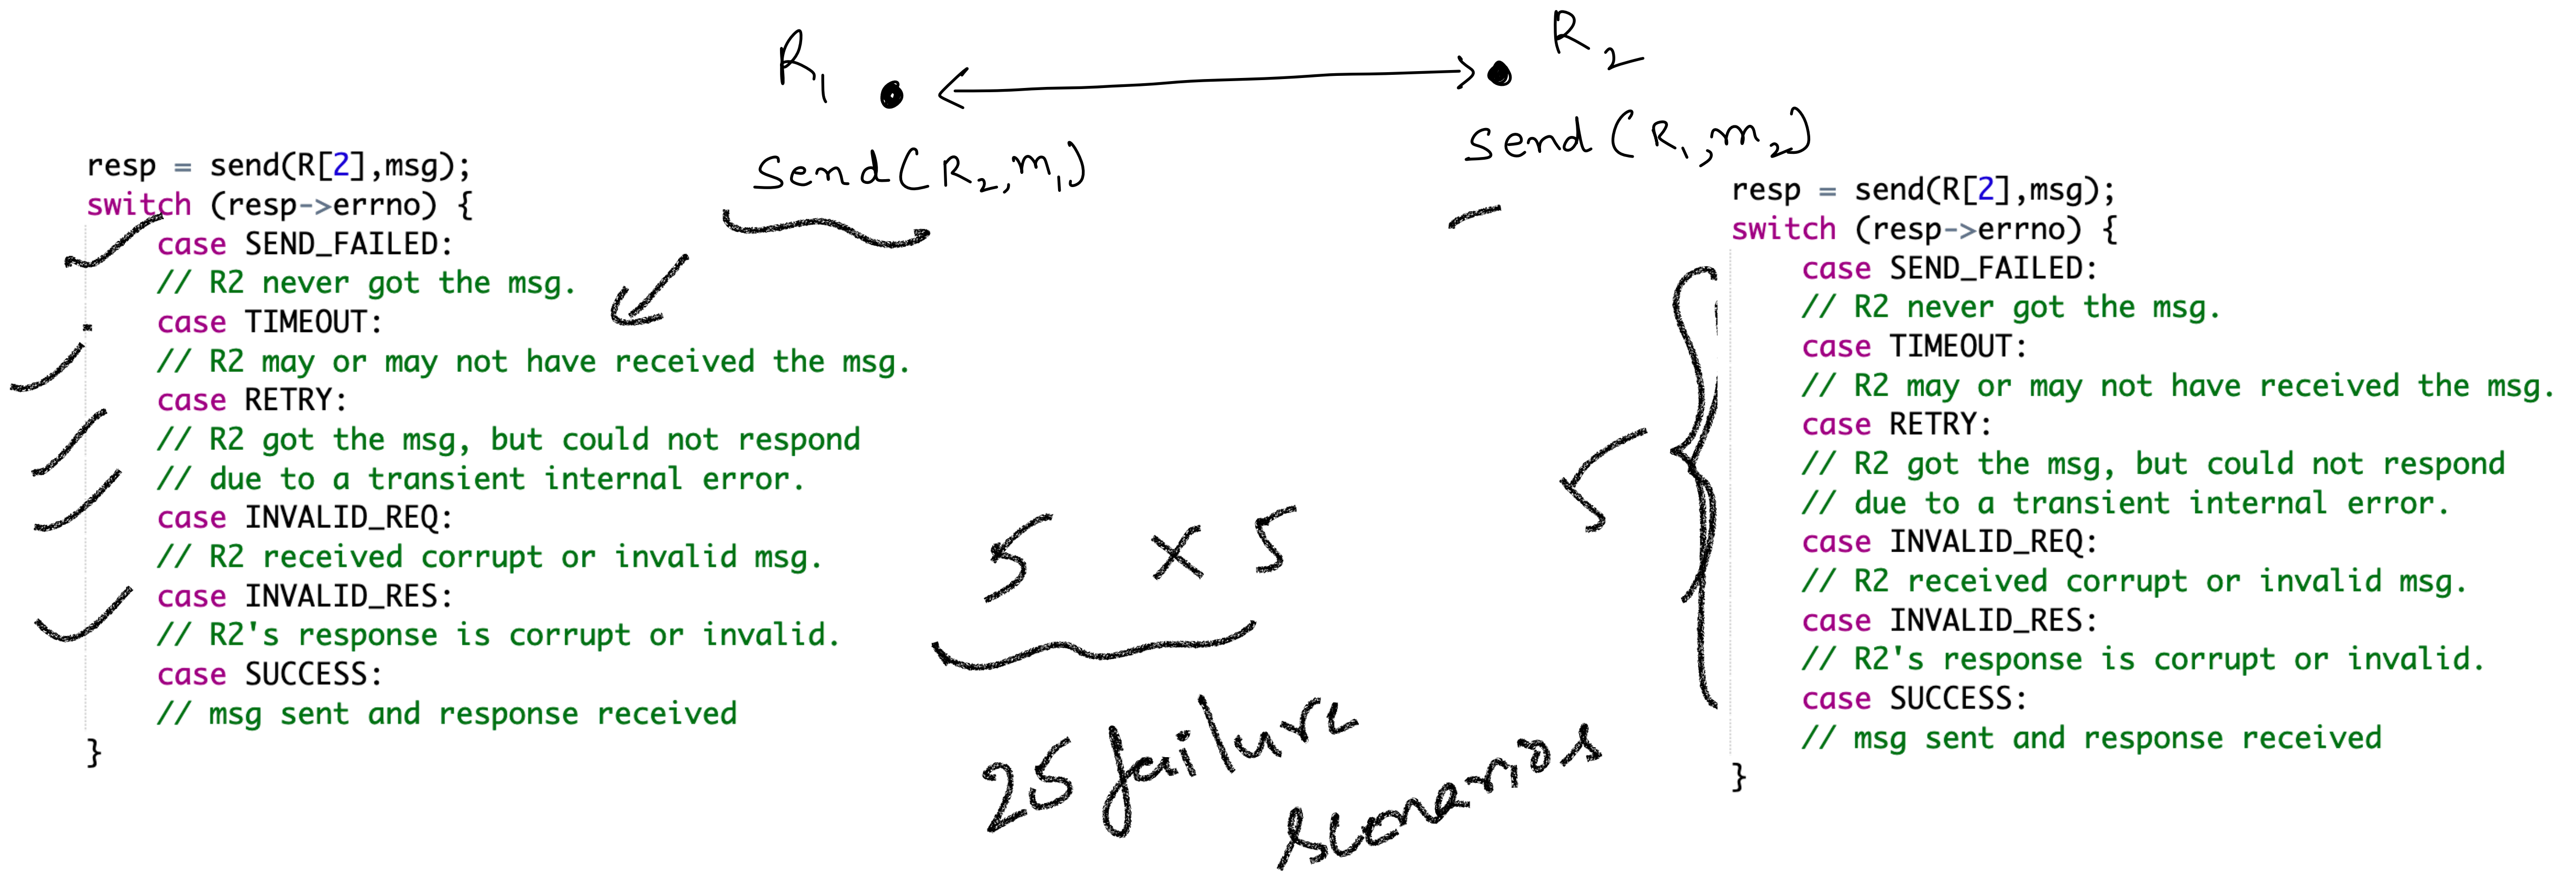 R₁
R₂
send(R₂,m₁)
send(R₁,m₂)
resp = send(R[2],msg);
switch (resp->errno) {
case SEND_FAILED:
// R2 never got the msg.
case TIMEOUT:
// R2 may or may not have received the msg.
case RETRY:
// R2 got the msg, but could not respond
// due to a transient internal error.
case INVALID_REQ:
// R2 received corrupt or invalid msg.
case INVALID_RES:
// R2's response is corrupt or invalid.
case SUCCESS:
// msg sent and response received
}
5 × 5
25 failure
scenarios
5
resp = send(R[2],msg);
switch (resp->errno) {
case SEND_FAILED:
// R2 never got the msg.
case TIMEOUT:
// R2 may or may not have received the msg.
case RETRY:
// R2 got the msg, but could not respond
// due to a transient internal error.
case INVALID_REQ:
// R2 received corrupt or invalid msg.
case INVALID_RES:
// R2's response is corrupt or invalid.
case SUCCESS:
// msg sent and response received
}